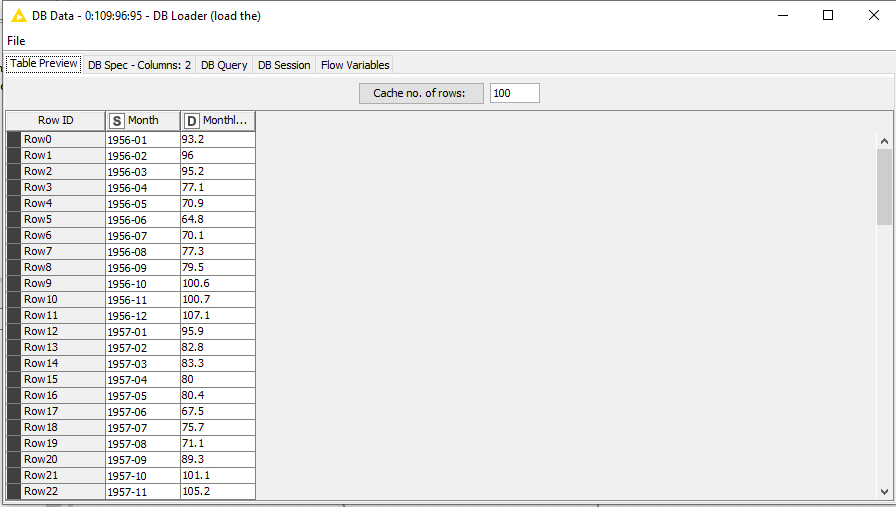 DB Data - 0:109:96:95 - DB Loader (load the)
File
Table Preview DB Spec - Columns: 2 DB Query DB Session Flow Variables
Cache no. of rows: 100
Row ID S Month D Monthl...
Row0 1956-01 93.2
Row1 1956-02 96
Row2 1956-03 95.2
Row3 1956-04 77.1
Row4 1956-05 70.9
Row5 1956-06 64.8
Row6 1956-07 70.1
Row7 1956-08 77.3
Row8 1956-09 79.5
Row9 1956-10 100.6
Row10 1956-11 100.7
Row11 1956-12 107.1
Row12 1957-01 95.9
Row13 1957-02 82.8
Row14 1957-03 83.3
Row15 1957-04 80
Row16 1957-05 80.4
Row17 1957-06 67.5
Row18 1957-07 75.7
Row19 1957-08 71.1
Row20 1957-09 89.3
Row21 1957-10 101.1
Row22 1957-11 105.2